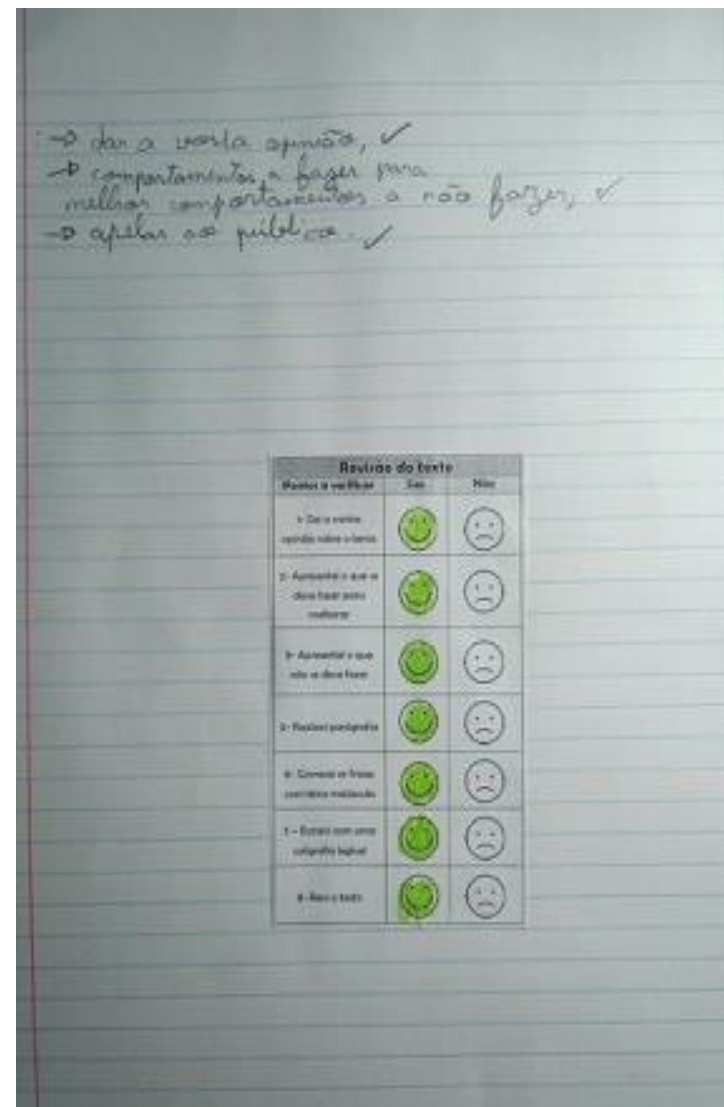 → dar a vossa opinião, ✓
→ comportamentos a fazer para
melhorar comportamentos a não fazer, ✓
→ apelar ao público. ✓
Revisão do texto
Pontos a verificar Sim Não
1- Dei a minha
opinião sobre o tema
2- Apresentei o que se
deve fazer para
melhorar
3- Apresentei o que
não se deve fazer
5- Realizei parágrafos
6- Comecei as frases
com letra maiúscula
7 – Escrevi com uma
caligrafia legível
8 -Reli o texto